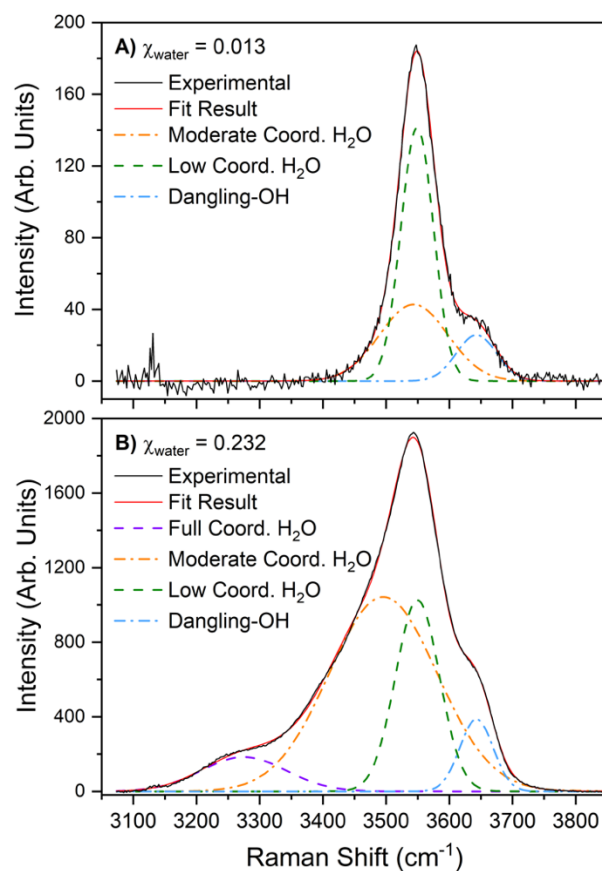 200
A) χwater = 0.013
Experimental
160
Fit Result
Moderate Coord. H2O
120
Low Coord. H2O
Dangling-OH
80
40
0
Intensity (Arb. Units)
2000
B) χwater = 0.232
Experimental
1600
Fit Result
Full Coord. H2O
1200
Moderate Coord. H2O
Low Coord. H2O
800
Dangling-OH
400
0
Intensity (Arb. Units)
3100 3200 3300 3400 3500 3600 3700 3800
Raman Shift (cm-1)